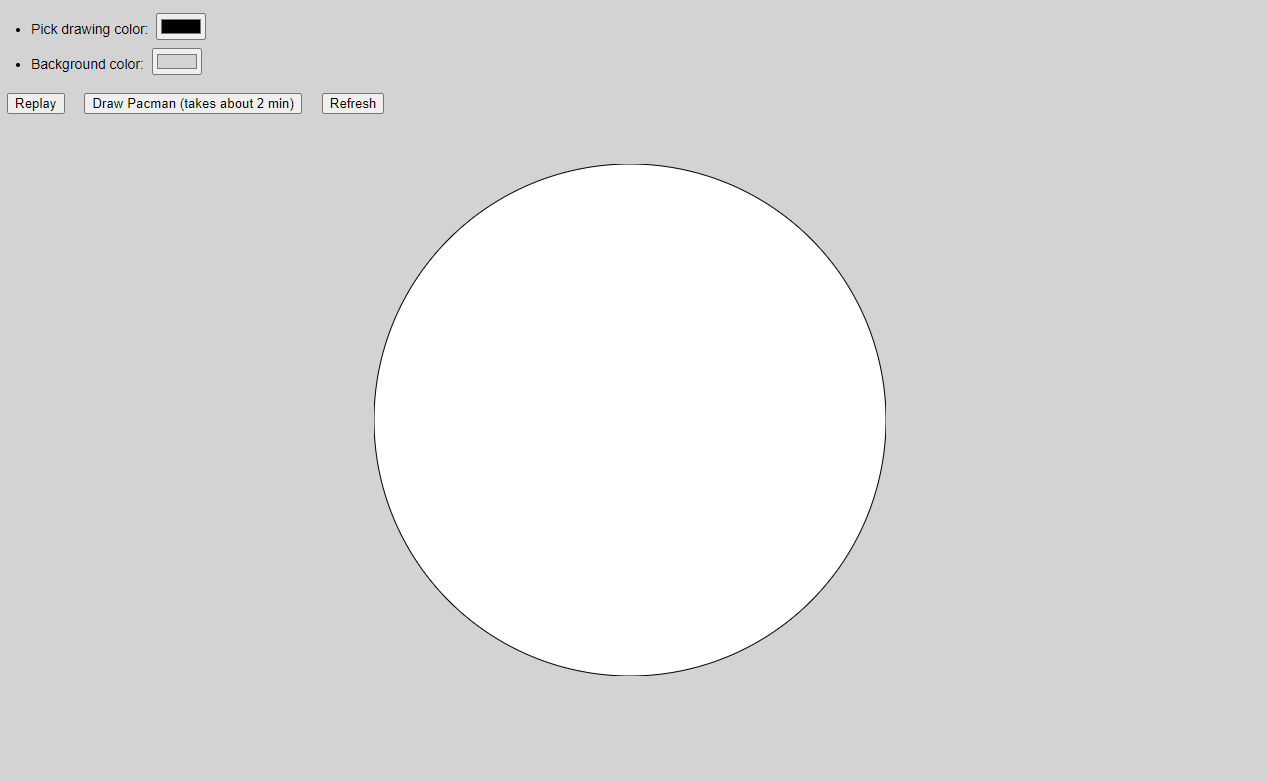 Pick drawing color:
Background color:
Replay Draw Pacman (takes about 2 min) Refresh